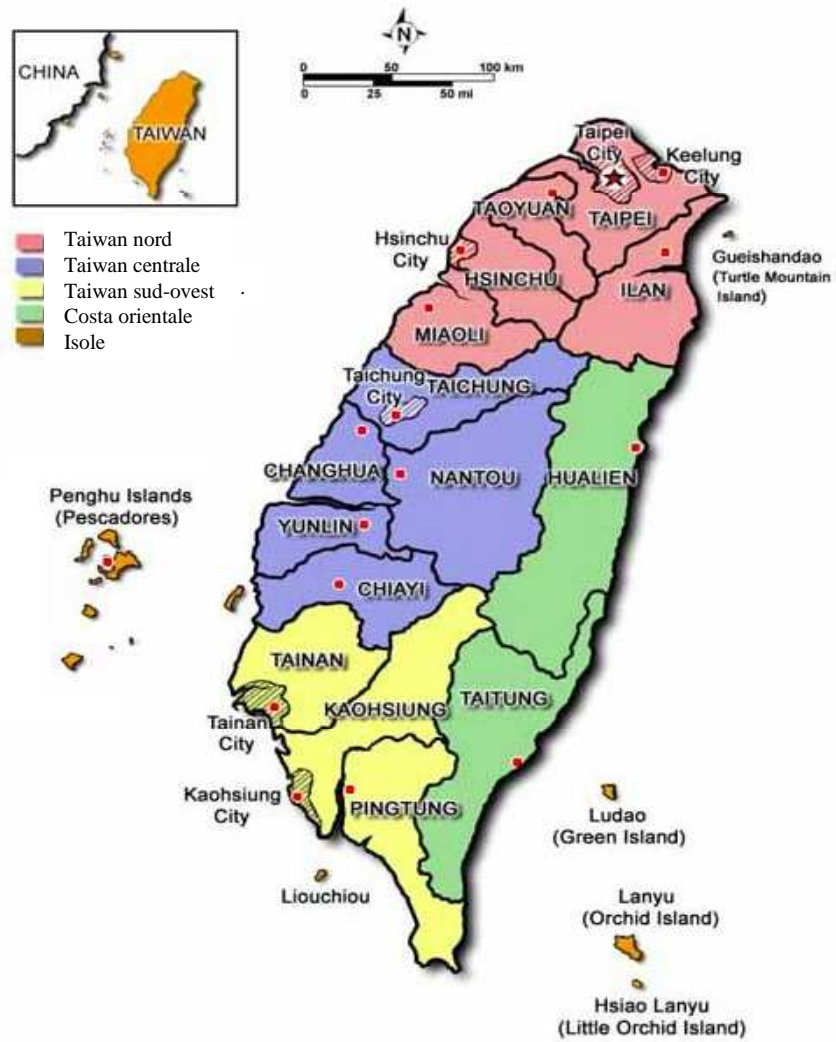 N
0 50 100 km
0 25 50 mi
CHINA
TAIWAN
Taiwan nord
Taiwan centrale
Taiwan sud-ovest .
Costa orientale
Isole
Taipei
City
Keelung
City
TAOYUAN
TAIPEI
Hsinchu
City
HSINCHU
ILAN
Gueishandao
(Turtle Mountain
Island)
MIAOLI
Taichung
City
TAICHUNG
CHANGHUA
NANTOU
HUALIEN
Penghu Islands
(Pescadores)
YUNLIN
CHIAYI
TAINAN
Tainan
City
KAOHSIUNG
TAITUNG
Kaohsiung
City
PINGTUNG
Ludao
(Green Island)
Liouchiou
Lanyu
(Orchid Island)
Hsiao Lanyu
(Little Orchid Island)